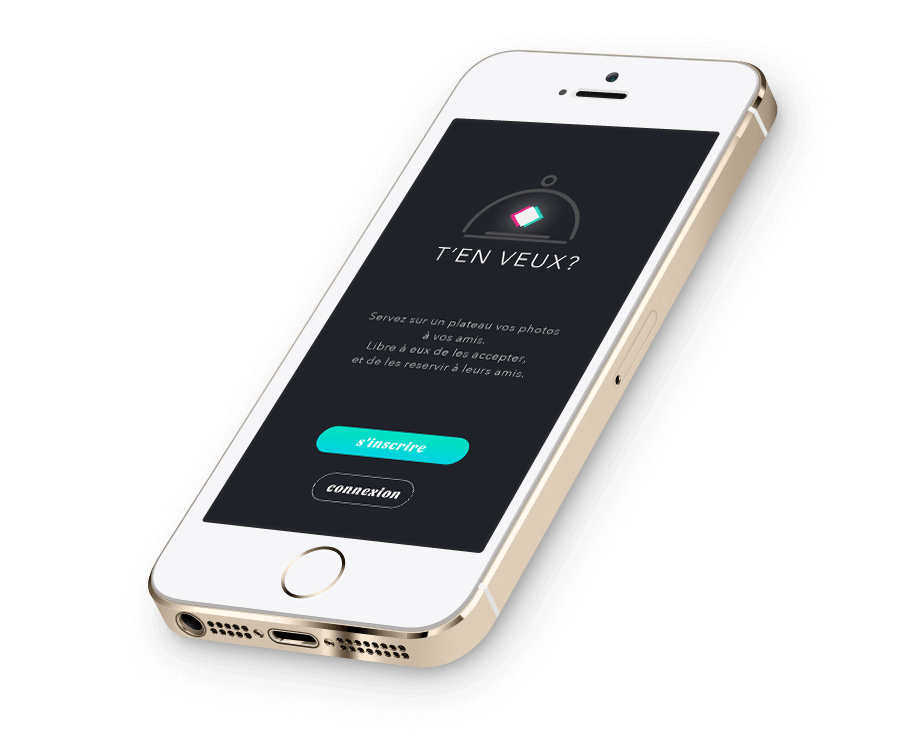 T'EN VEUX?
Servez sur un plateau vos photos
à vos amis.
Libre à eux de les accepter,
et de les reservir à leurs amis.
s'inscrire
connexion